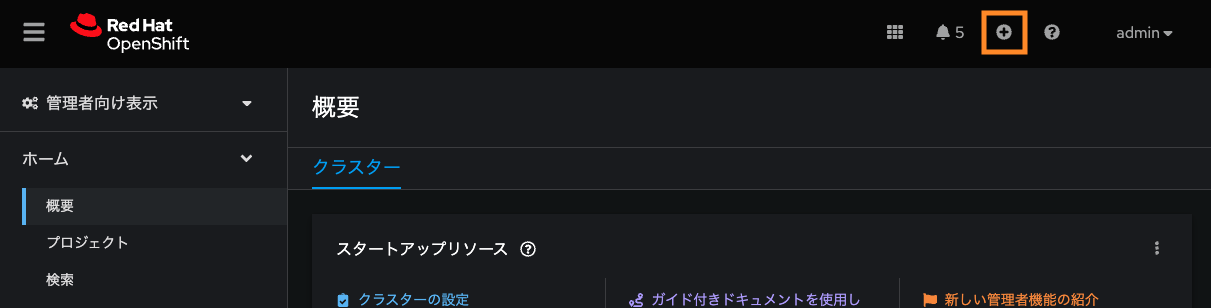 Red Hat
OpenShift
5
admin
管理者向け表示
ホーム
概要
プロジェクト
検索
概要
クラスター
スタートアップリソース
クラスターの設定
ガイド付きドキュメントを使用し
新しい管理者機能の紹介